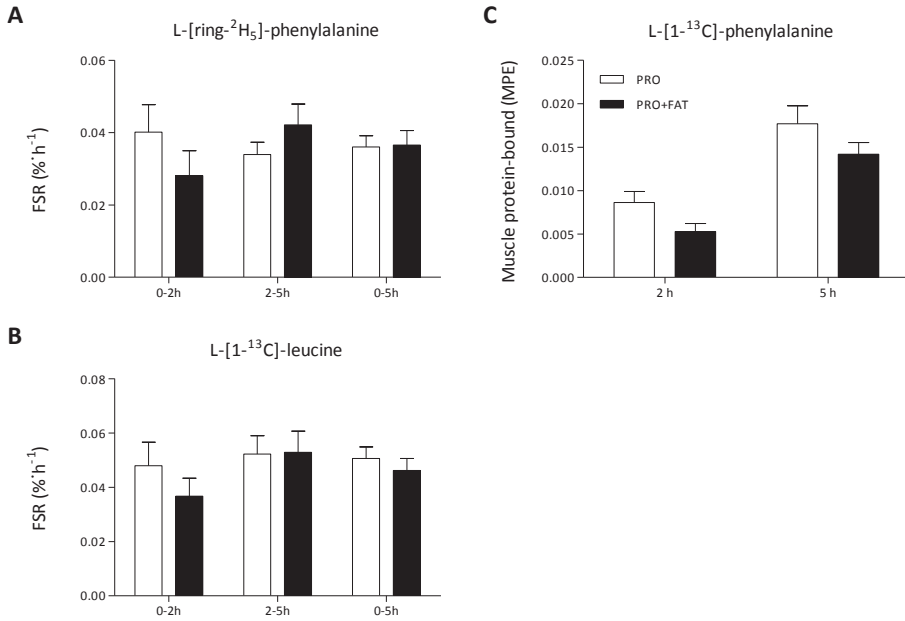 A
L-[ring-²H₅]-phenylalanine
FSR (%·h⁻¹)
0.06
0.04
0.02
0.00
0-2h
2-5h
0-5h
B
L-[1-¹³C]-leucine
FSR (%·h⁻¹)
0.08
0.06
0.04
0.02
0.00
0-2h
2-5h
0-5h
C
L-[1-¹³C]-phenylalanine
Muscle protein-bound (MPE)
0.025
0.020
0.015
0.010
0.005
0.000
PRO
PRO+FAT
2 h
5 h